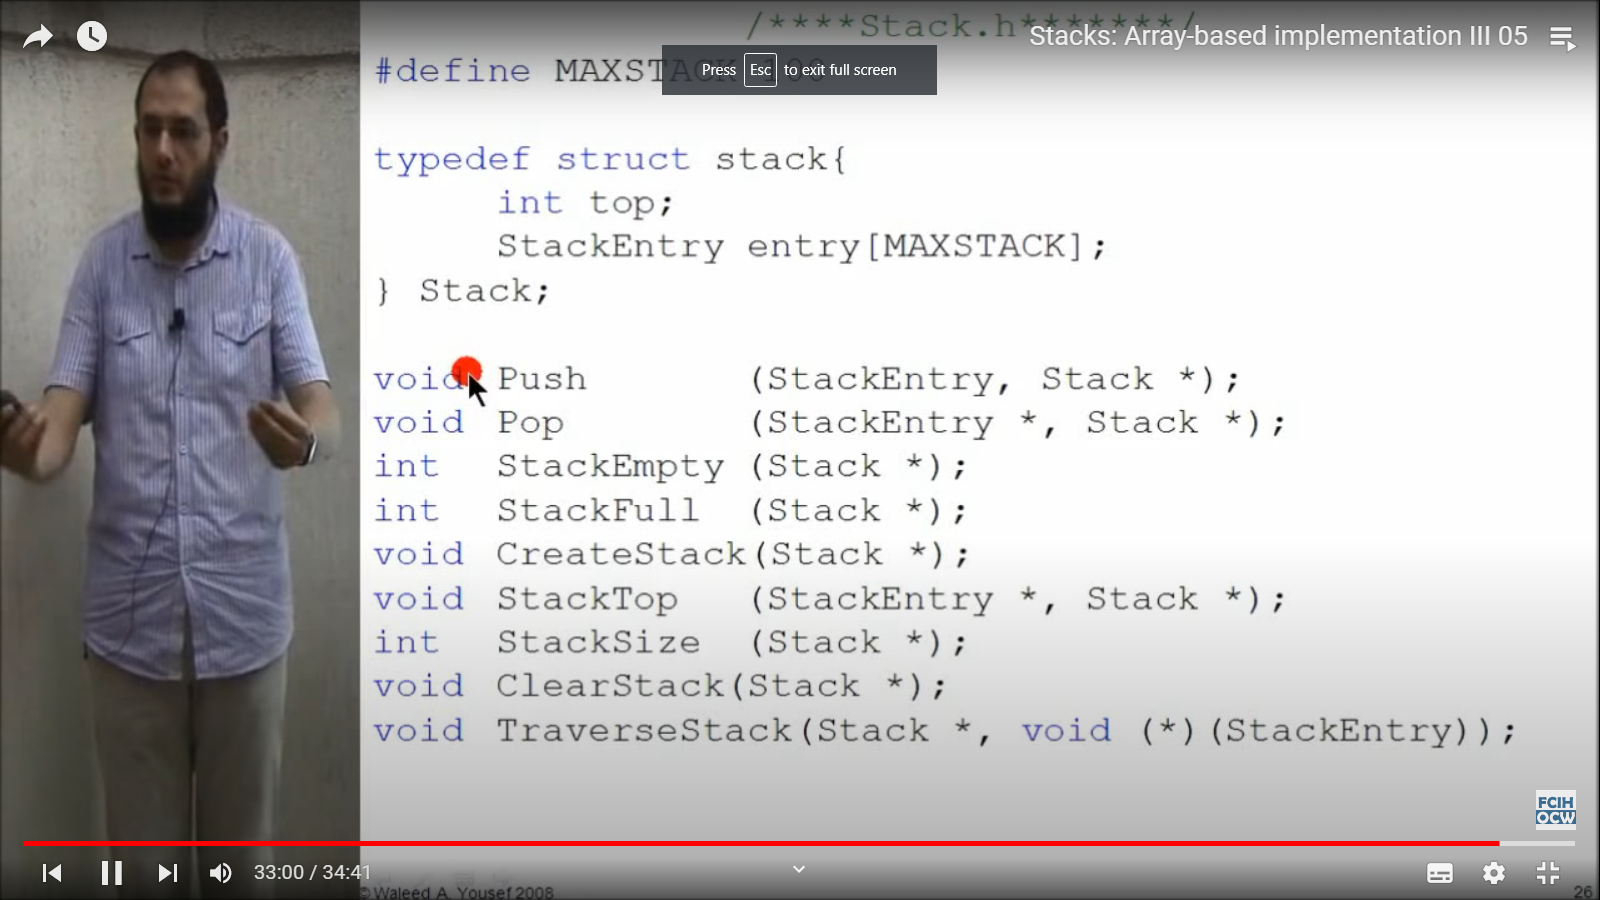 /****Stack.h*******/
Stacks: Array-based implementation III 05
Press Esc to exit full screen
#define MAXSTACK 100
typedef struct stack{
int top;
StackEntry entry[MAXSTACK];
} Stack;
void Push (StackEntry, Stack *);
void Pop (StackEntry *, Stack *);
int StackEmpty (Stack *);
int StackFull (Stack *);
void CreateStack(Stack *);
void StackTop (StackEntry *, Stack *);
int StackSize (Stack *);
void ClearStack(Stack *);
void TraverseStack(Stack *, void (*)(StackEntry));
FCIH
OCW
33:00 / 34:41
© Waleed A. Yousef 2008
26